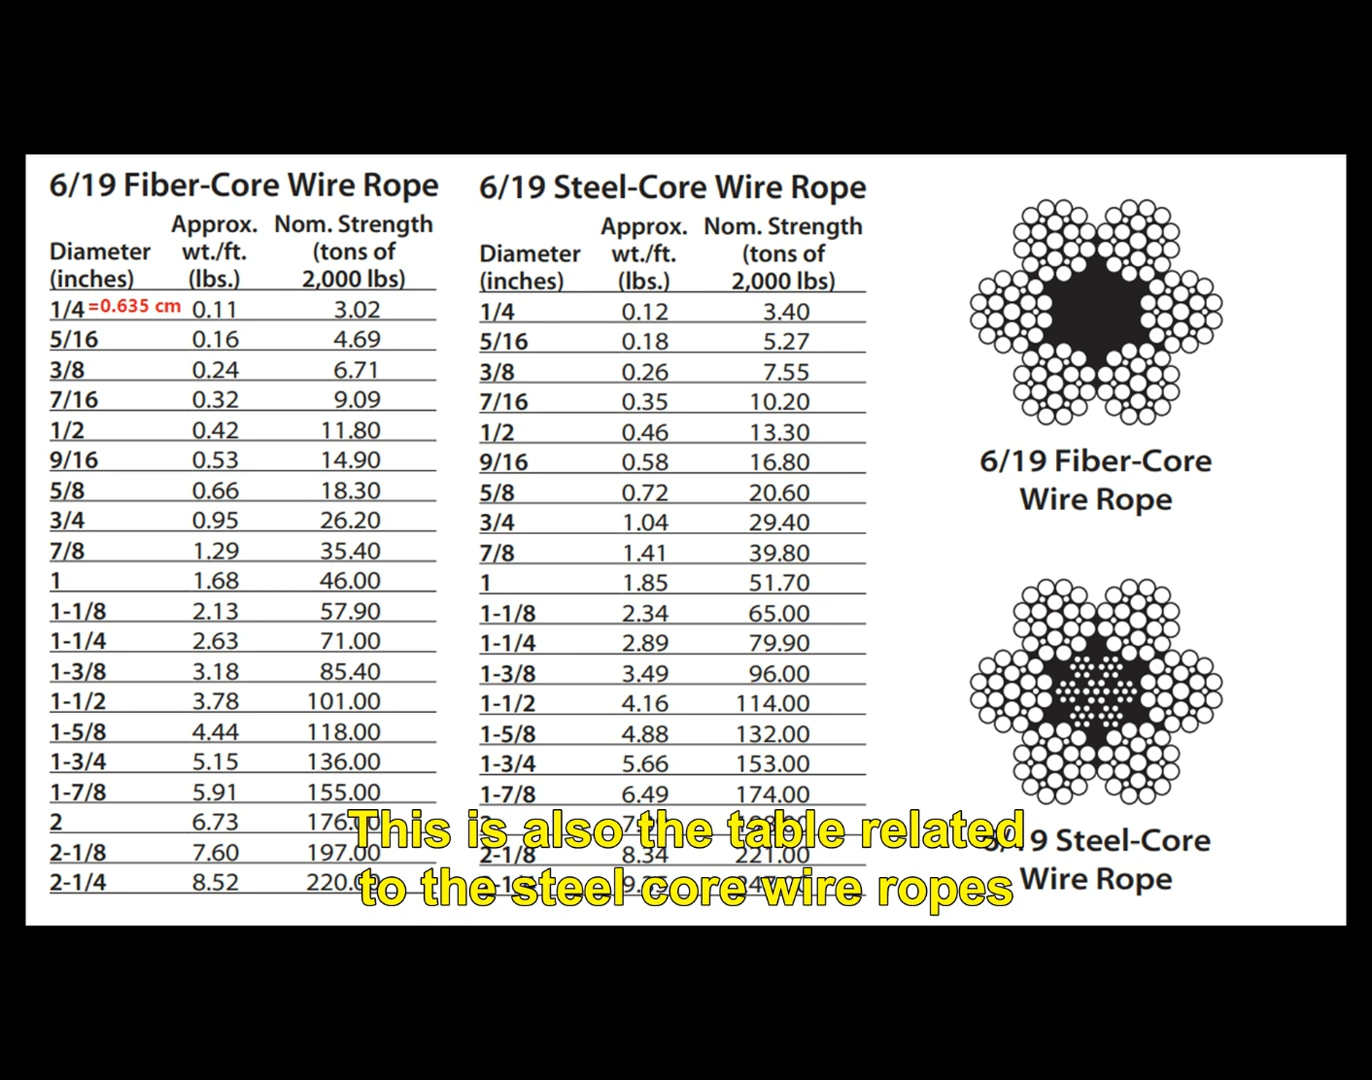 6/19 Fiber-Core Wire Rope
Diameter (inches) Approx. wt./ft. (lbs.) Nom. Strength (tons of 2,000 lbs)
1/4 =0.635 cm 0.11 3.02
5/16 0.16 4.69
3/8 0.24 6.71
7/16 0.32 9.09
1/2 0.42 11.80
9/16 0.53 14.90
5/8 0.66 18.30
3/4 0.95 26.20
7/8 1.29 35.40
1 1.68 46.00
1-1/8 2.13 57.90
1-1/4 2.63 71.00
1-3/8 3.18 85.40
1-1/2 3.78 101.00
1-5/8 4.44 118.00
1-3/4 5.15 136.00
1-7/8 5.91 155.00
2 6.73
2-1/8 7.60 197.00
2-1/4 8.52
6/19 Steel-Core Wire Rope
Diameter (inches) Approx. wt./ft. (lbs.) Nom. Strength (tons of 2,000 lbs)
1/4 0.12 3.40
5/16 0.18 5.27
3/8 0.26 7.55
7/16 0.35 10.20
1/2 0.46 13.30
9/16 0.58 16.80
5/8 0.72 20.60
3/4 1.04 29.40
7/8 1.41 39.80
1 1.85 51.70
1-1/8 2.34 65.00
1-1/4 2.89 79.90
1-3/8 3.49 96.00
1-1/2 4.16 114.00
1-5/8 4.88 132.00
1-3/4 5.66 153.00
1-7/8 6.49 174.00
2-1/8 8.34 221.00
6/19 Fiber-Core
Wire Rope
Steel-Core
Wire Rope
This is also the table related
to the steel core wire ropes